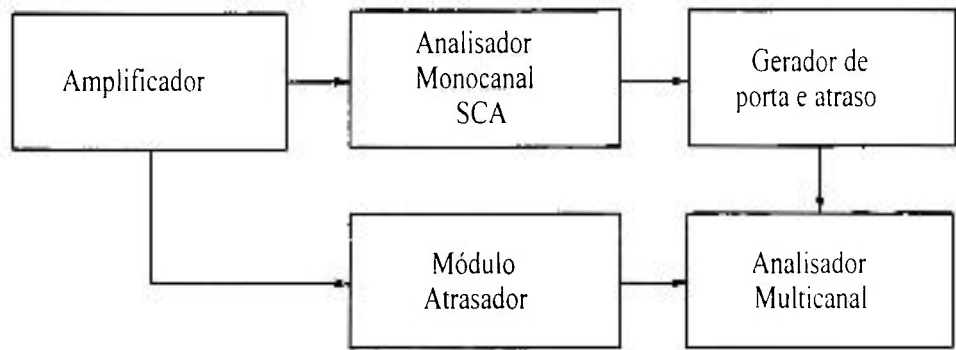 Amplificador
Analisador
Monocanal
SCA
Gerador de
porta e atraso
Módulo
Atrasador
Analisador
Multicanal